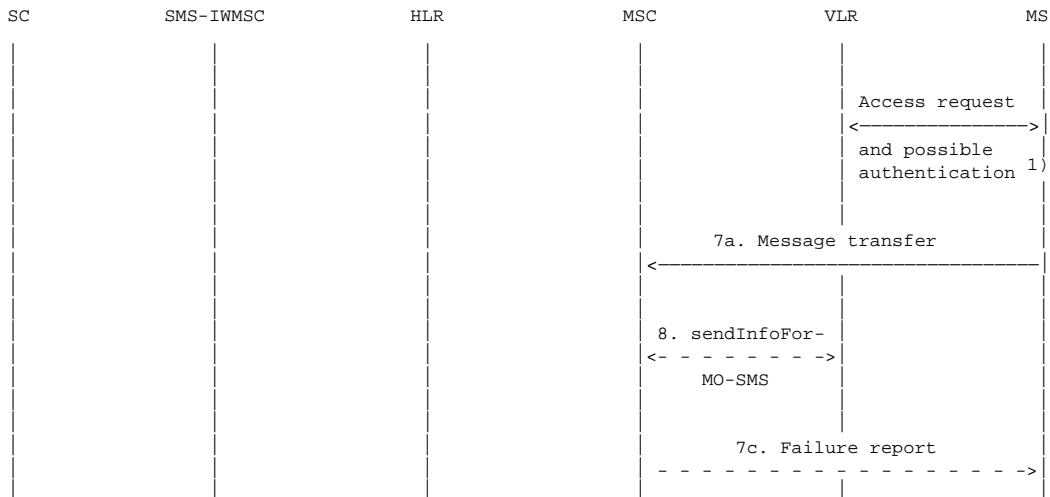 SC SMS-IWMSC HLR MSC VLR MS
Access request
and possible
authentication 1)
7a. Message transfer
8. sendInfoFor-
MO-SMS
7c. Failure report